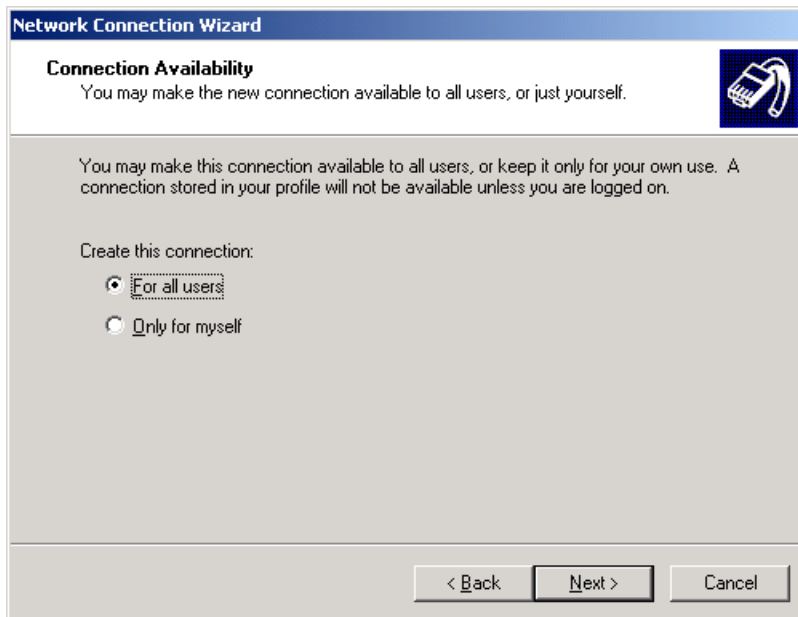 Network Connection Wizard
Connection Availability
You may make the new connection available to all users, or just yourself.
You may make this connection available to all users, or keep it only for your own use. A
connection stored in your profile will not be available unless you are logged on.
Create this connection:
For all users
Only for myself
< Back Next > Cancel